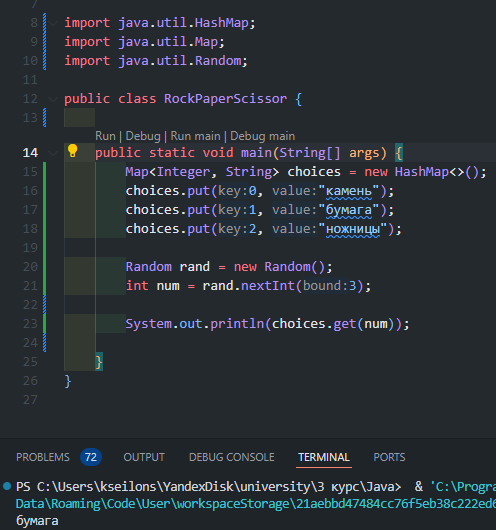 7
8 import java.util.HashMap;
9 import java.util.Map;
10 import java.util.Random;
11
12 public class RockPaperScissor {
13
Run | Debug | Run main | Debug main
14 public static void main(String[] args) {
15 Map<Integer, String> choices = new HashMap<>();
16 choices.put(key:0, value:"камень");
17 choices.put(key:1, value:"бумага");
18 choices.put(key:2, value:"ножницы");
19
20 Random rand = new Random();
21 int num = rand.nextInt(bound:3);
22
23 System.out.println(choices.get(num));
24
25 }
26 }
27
PROBLEMS 72 OUTPUT DEBUG CONSOLE TERMINAL PORTS
PS C:\Users\kseilons\YandexDisk\university\3 курс\Java> & 'C:\Progra
Data\Roaming\Code\User\workspaceStorage\21aebbd47484cc76f5eb38c222ed6
бумага